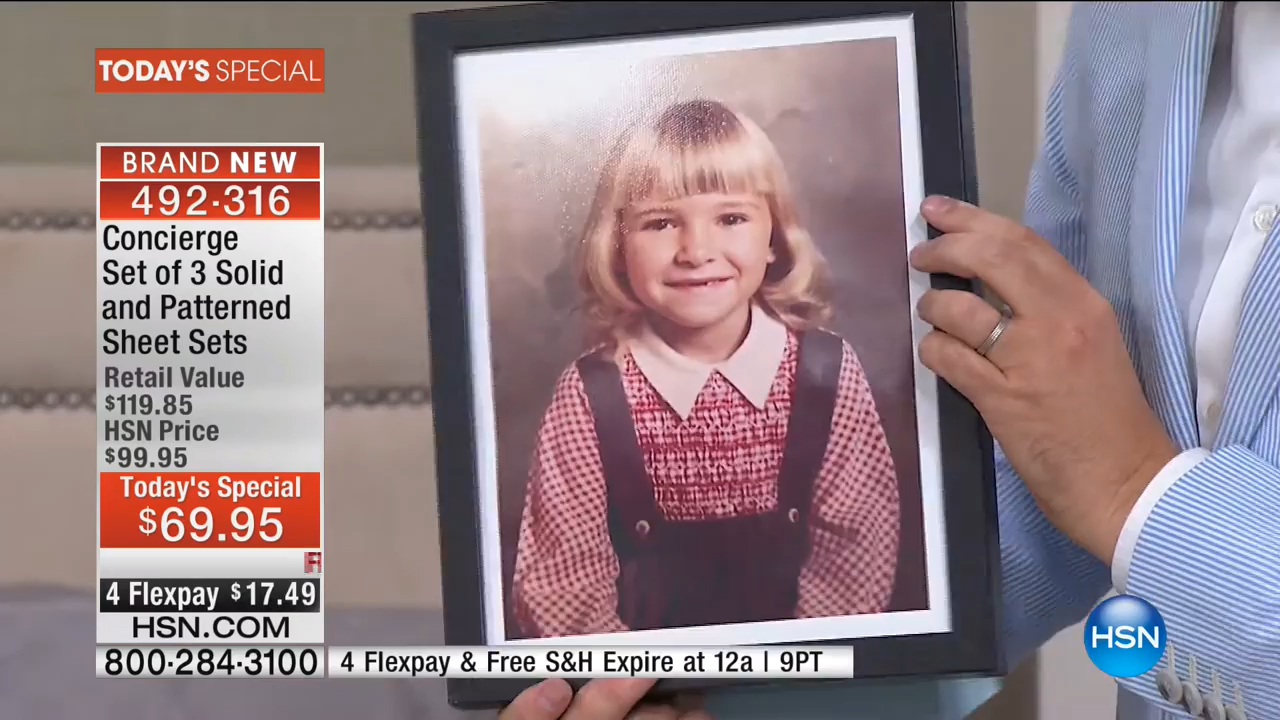 TODAY'S SPECIAL
BRAND NEW
492·316
Concierge
Set of 3 Solid
and Patterned
Sheet Sets
Retail Value
$119.85
HSN Price
$99.95
Today's Special
$69.95
4 Flexpay $17.49
HSN.COM
800·284·3100
4 Flexpay & Free S&H Expire at 12a | 9PT
HSN